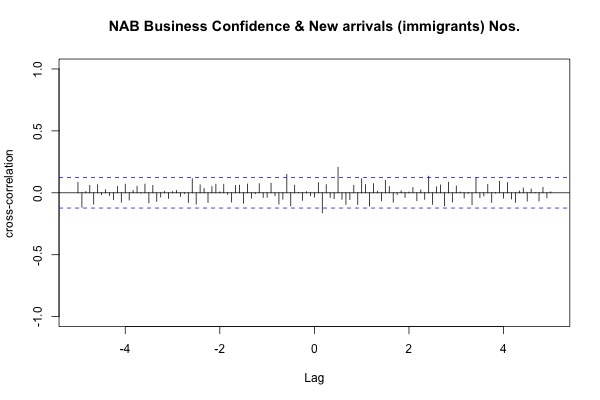 NAB Business Confidence & New arrivals (immigrants) Nos.
cross-correlation
1.0
0.5
0.0
-0.5
-1.0
-4 -2 0 2 4
Lag